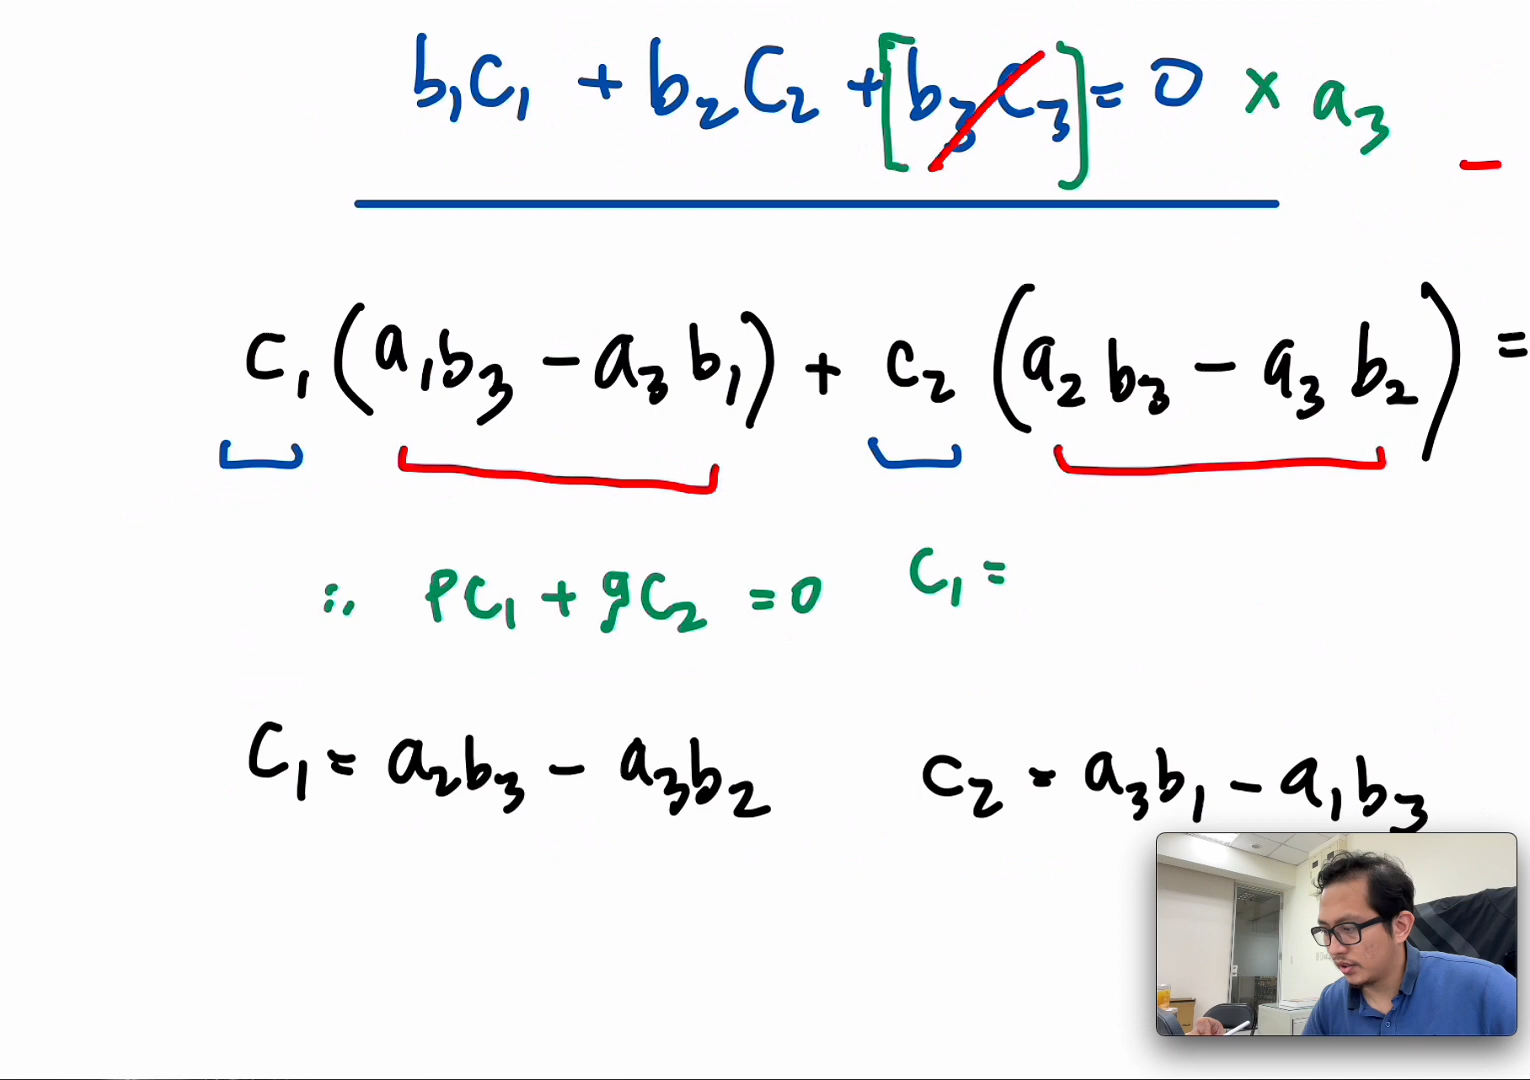 b₁c₁ + b₂c₂ + [b₃c₃] = 0 × a₃
−
c₁(a₁b₃ − a₃b₁) + c₂(a₂b₃ − a₃b₂) =
∴ pc₁ + qc₂ = 0 c₁ =
c₁ = a₂b₃ − a₃b₂ c₂ = a₃b₁ − a₁b₃